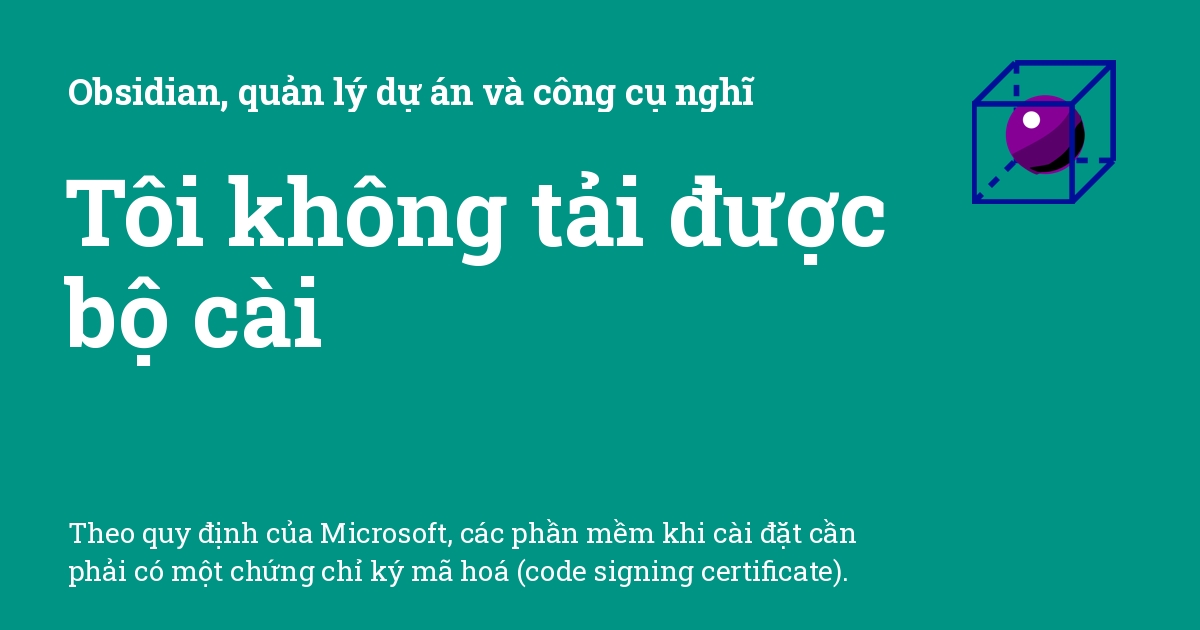 Obsidian, quản lý dự án và công cụ nghĩ
Tôi không tải được
bộ cài
Theo quy định của Microsoft, các phần mềm khi cài đặt cần
phải có một chứng chỉ ký mã hoá (code signing certificate).